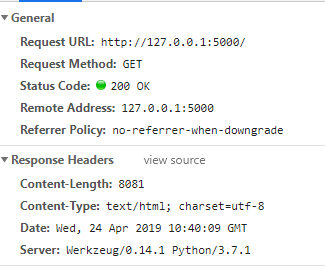 General
Request URL: http://127.0.0.1:5000/
Request Method: GET
Status Code: 200 OK
Remote Address: 127.0.0.1:5000
Referrer Policy: no-referrer-when-downgrade
Response Headers view source
Content-Length: 8081
Content-Type: text/html; charset=utf-8
Date: Wed, 24 Apr 2019 10:40:09 GMT
Server: Werkzeug/0.14.1 Python/3.7.1